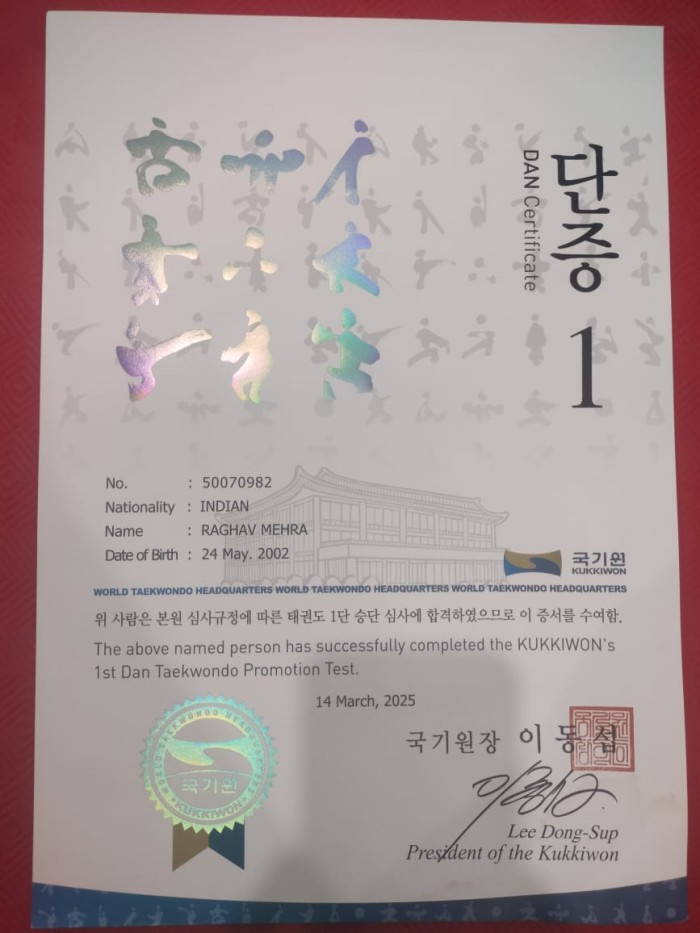 단증 1
DAN Certificate
No. : 50070982
Nationality : INDIAN
Name : RAGHAV MEHRA
Date of Birth : 24 May. 2002
국기원
KUKKIWON
WORLD TAEKWONDO HEADQUARTERS WORLD TAEKWONDO HEADQUARTERS WORLD TAEKWONDO HEADQUARTERS
위 사람은 본원 심사규정에 따른 태권도 1단 승단 심사에 합격하였으므로 이 증서를 수여함.
The above named person has successfully completed the KUKKIWON's
1st Dan Taekwondo Promotion Test.
14 March, 2025
국기원장 이동섭
WORLD TAEKWONDO HEADQUARTERS
국기원
KUKKIWON
Lee Dong-Sup
President of the Kukkiwon